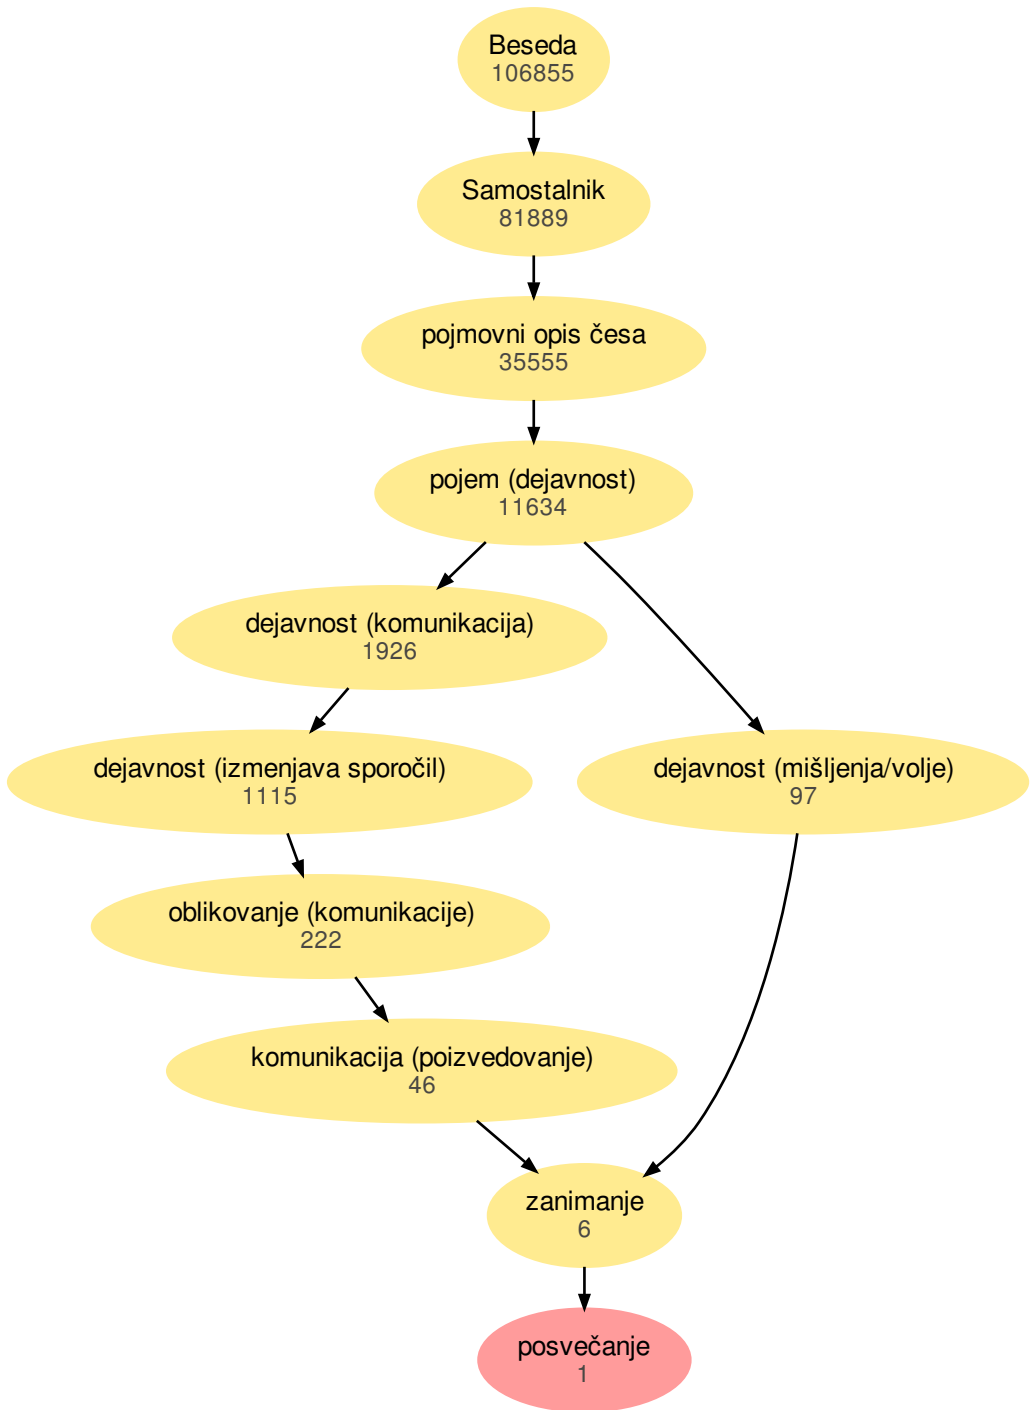 Beseda
106855
Samostalnik
81889
pojmovni opis česa
35555
pojem (dejavnost)
11634
dejavnost (komunikacija)
1926
dejavnost (izmenjava sporočil)
1115
dejavnost (mišljenja/volje)
97
oblikovanje (komunikacije)
222
komunikacija (poizvedovanje)
46
zanimanje
6
posvečanje
1